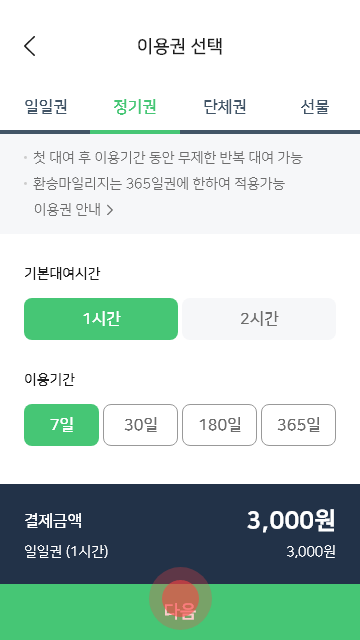 이용권 선택
일일권 정기권 단체권 선물
첫 대여 후 이용기간 동안 무제한 반복 대여 가능
환승마일리지는 365일권에 한하여 적용가능
이용권 안내
기본대여시간
1시간 2시간
이용기간
7일 30일 180일 365일
결제금액 3,000원
일일권 (1시간) 3,000원
다음